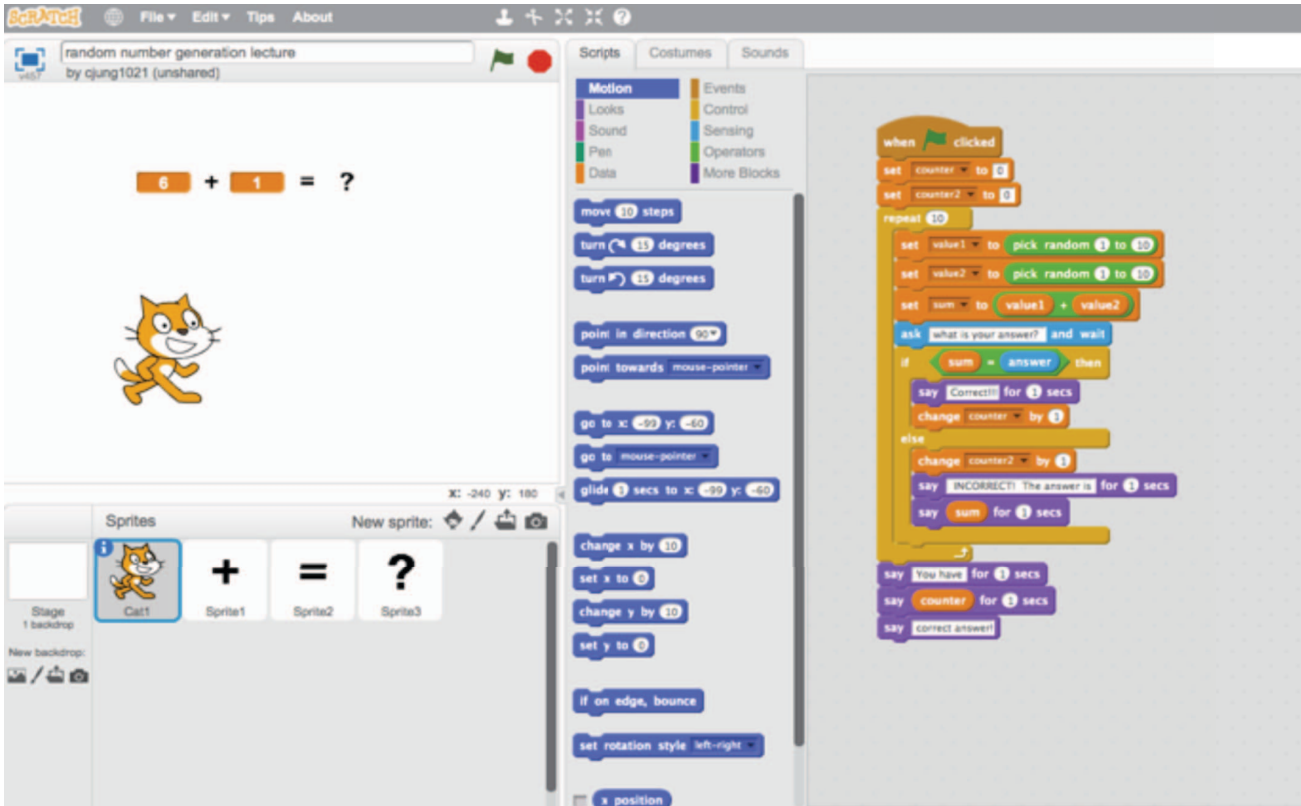 SCRATCH File▼ Edit▼ Tips About
random number generation lecture
v457 by cjung1021 (unshared)
6 + 1 = ?
X: -240 Y: 180
Sprites New sprite:
Stage
1 backdrop
New backdrop:
Cat1
+ Sprite1
= Sprite2
? Sprite3
Scripts Costumes Sounds
Motion Events
Looks Control
Sound Sensing
Pen Operators
Data More Blocks
move 10 steps
turn 15 degrees
turn 15 degrees
point in direction 90▼
point towards mouse-pointer
go to x: -99 y: -60
go to mouse-pointer
glide 1 secs to x: -99 y: -60
change x by 10
set x to 0
change y by 10
set y to 0
if on edge, bounce
set rotation style left-right
x position
when clicked
set counter to 0
set counter2 to 0
repeat 10
set value1 to pick random 1 to 10
set value2 to pick random 1 to 10
set sum to value1 + value2
ask what is your answer? and wait
if sum = answer then
say Correct!!! for 1 secs
change counter by 1
else
change counter2 by 1
say INCORRECT! The answer is for 1 secs
say sum for 1 secs
say You have for 1 secs
say counter for 1 secs
say correct answer!